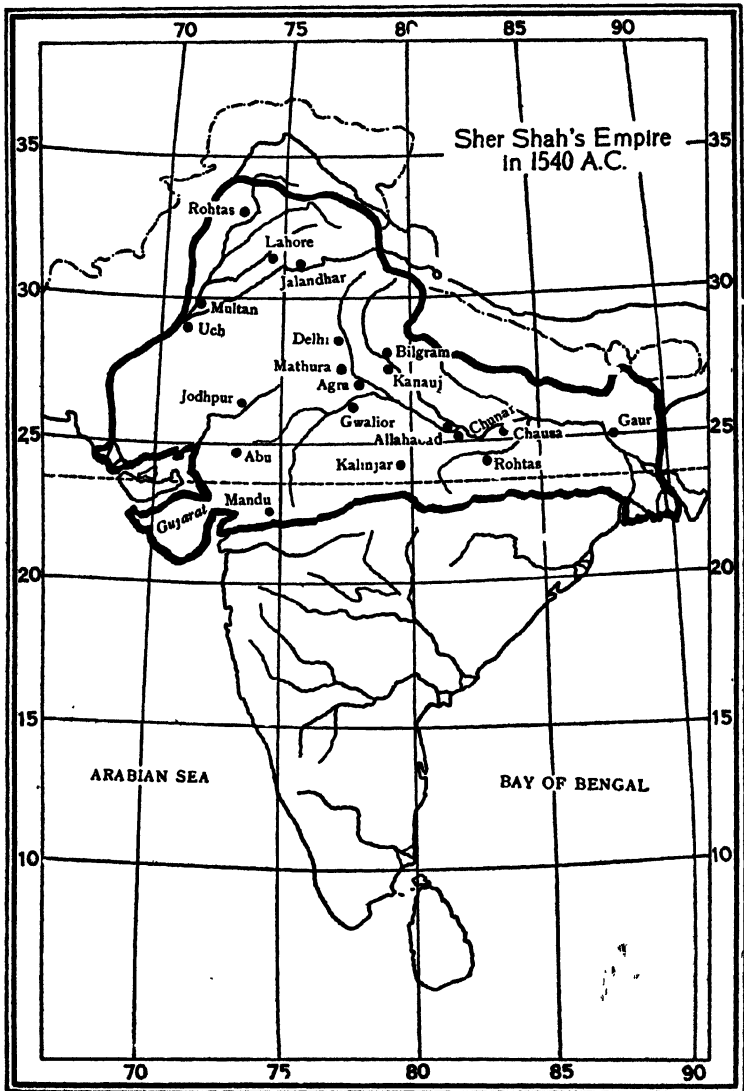 70 75 80 85 90
Sher Shah's Empire
in 1540 A.C.
35 35
Rohtas
Lahore
Jalandhar
30 30
Multan
Uch
Delhi
Bilgram
Mathura
Kanauj
Agra
Jodhpur
Gwalior
Chunar
Gaur
25 25
Allahabad
Chausa
Abu
Kalinjar
Rohtas
Mandu
Gujarat
20 20
15 15
ARABIAN SEA
BAY OF BENGAL
10 10
70 75 80 85 90